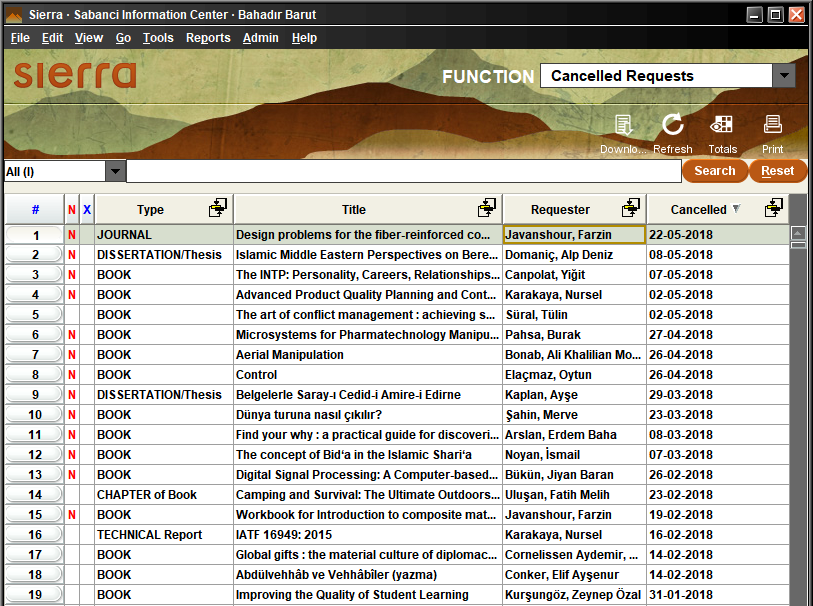 Sierra · Sabanci Information Center · Bahadır Barut
File Edit View Go Tools Reports Admin Help
sierra
FUNCTION Cancelled Requests
Downlo... Refresh Totals Print
All (I) Search Reset
# N X Type Title Requester Cancelled
1 N JOURNAL Design problems for the fiber-reinforced co... Javanshour, Farzin 22-05-2018
2 N DISSERTATION/Thesis Islamic Middle Eastern Perspectives on Bere... Domaniç, Alp Deniz 08-05-2018
3 N BOOK The INTP: Personality, Careers, Relationships... Canpolat, Yiğit 07-05-2018
4 N BOOK Advanced Product Quality Planning and Cont... Karakaya, Nursel 02-05-2018
5 BOOK The art of conflict management : achieving s... Süral, Tülin 02-05-2018
6 N BOOK Microsystems for Pharmatechnology Manipu... Pahsa, Burak 27-04-2018
7 N BOOK Aerial Manipulation Bonab, Ali Khalilian Mo... 26-04-2018
8 N BOOK Control Elaçmaz, Oytun 26-04-2018
9 N DISSERTATION/Thesis Belgelerle Saray-ı Cedid-i Amire-i Edirne Kaplan, Ayşe 29-03-2018
10 N BOOK Dünya turuna nasıl çıkılır? Şahin, Merve 23-03-2018
11 N BOOK Find your why : a practical guide for discoveri... Arslan, Erdem Baha 08-03-2018
12 N BOOK The concept of Bid‘a in the Islamic Shari‘a Noyan, İsmail 07-03-2018
13 N BOOK Digital Signal Processing: A Computer-based... Bükün, Jiyan Baran 26-02-2018
14 CHAPTER of Book Camping and Survival: The Ultimate Outdoors... Uluşan, Fatih Melih 23-02-2018
15 N BOOK Workbook for Introduction to composite mat... Javanshour, Farzin 19-02-2018
16 TECHNICAL Report IATF 16949: 2015 Karakaya, Nursel 16-02-2018
17 BOOK Global gifts : the material culture of diplomac... Cornelissen Aydemir, ... 14-02-2018
18 BOOK Abdülvehhâb ve Vehhâbîler (yazma) Conker, Elif Ayşenur 14-02-2018
19 BOOK Improving the Quality of Student Learning Kurşungöz, Zeynep Özal 31-01-2018